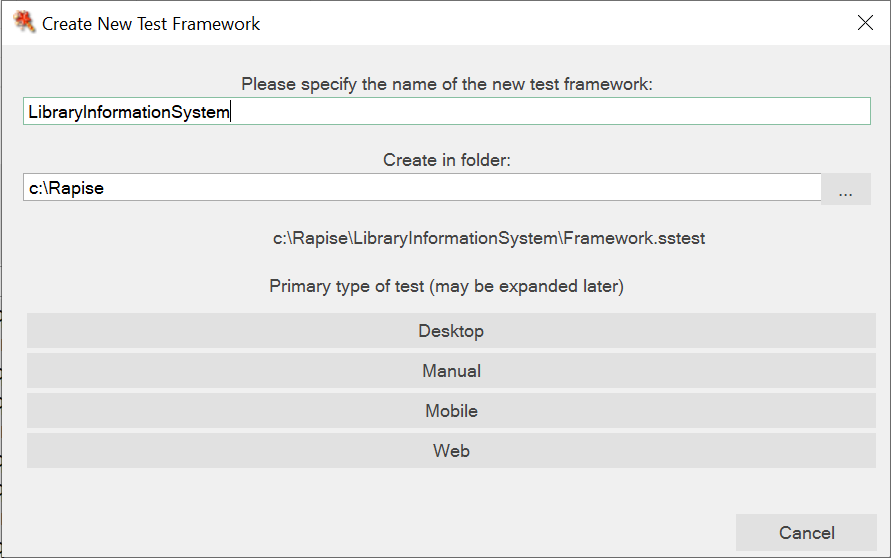 Create New Test Framework
Please specify the name of the new test framework:
LibraryInformationSystem
Create in folder:
c:\Rapise
...
c:\Rapise\LibraryInformationSystem\Framework.sstest
Primary type of test (may be expanded later)
Desktop
Manual
Mobile
Web
Cancel